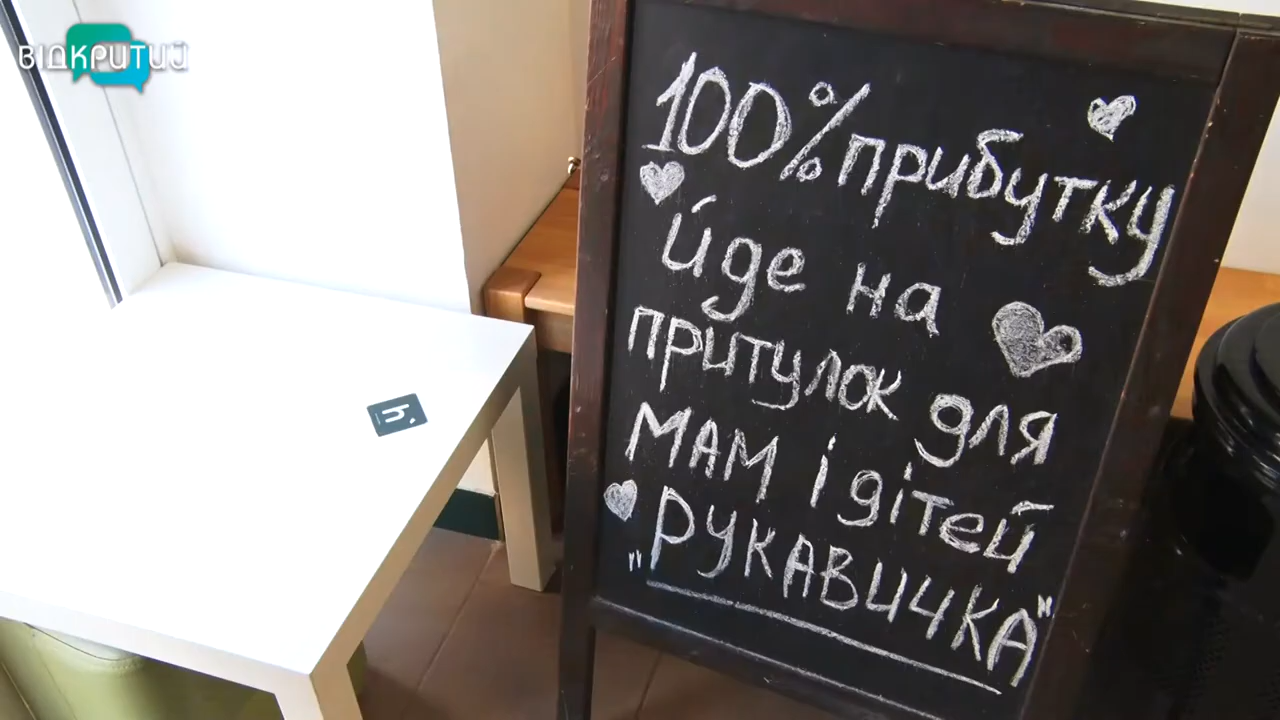 ВІДКРИТИЙ
100% прибутку
йде на
притулок для
МАМ і дітей
"РУКАВИЧКА"
h